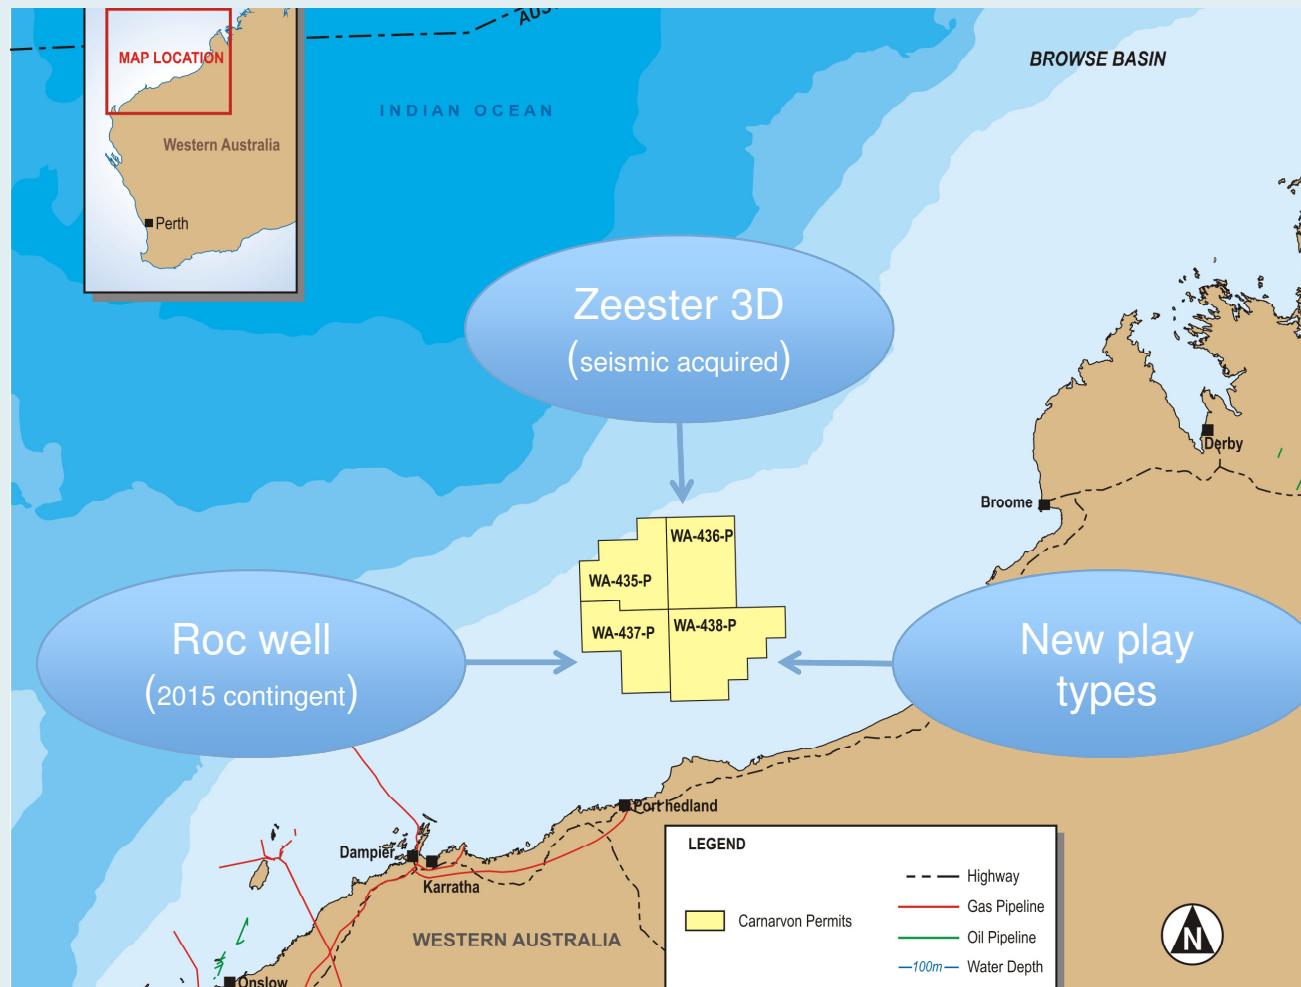 AUS
MAP LOCATION
Western Australia
Perth
INDIAN OCEAN
BROWSE BASIN
Zeester 3D
(seismic acquired)
Derby
Broome
WA-436-P
WA-435-P
WA-437-P
WA-438-P
Roc well
(2015 contingent)
New play
types
Port hedland
Dampier
Karratha
WESTERN AUSTRALIA
Onslow
LEGEND
Carnarvon Permits
Highway
Gas Pipeline
Oil Pipeline
100m
Water Depth
N